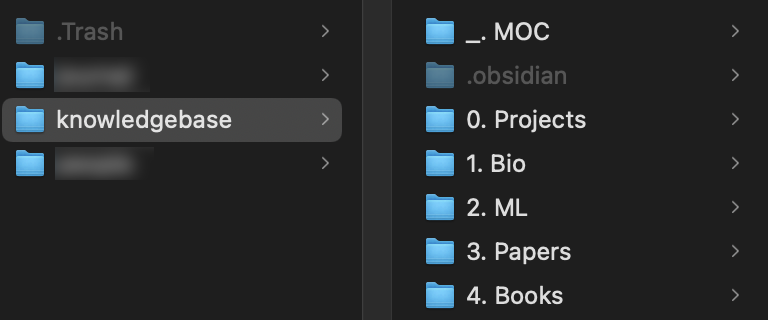 .Trash
knowledgebase
_. MOC
.obsidian
0. Projects
1. Bio
2. ML
3. Papers
4. Books